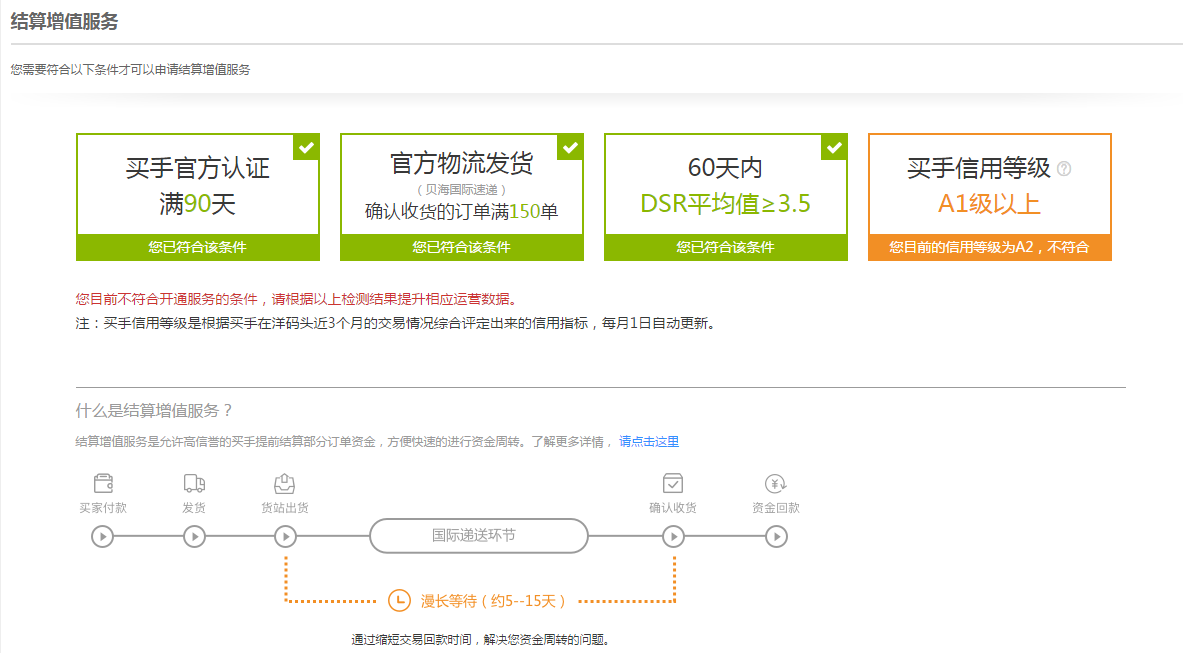 结算增值服务
您需要符合以下条件才可以申请结算增值服务
买手官方认证
满90天
您已符合该条件
官方物流发货
（贝海国际速递）
确认收货的订单满150单
您已符合该条件
60天内
DSR平均值≥3.5
您已符合该条件
买手信用等级 ?
A1级以上
您目前的信用等级为A2，不符合
您目前不符合开通服务的条件，请根据以上检测结果提升相应运营数据。
注：买手信用等级是根据买手在洋码头近3个月的交易情况综合评定出来的信用指标，每月1日自动更新。
什么是结算增值服务？
结算增值服务是允许高信誉的买手提前结算部分订单资金，方便快速的进行资金周转。了解更多详情， 请点击这里
买家付款 发货 货站出货 确认收货 资金回款
国际递送环节
漫长等待（约5--15天）
通过缩短交易回款时间，解决您资金周转的问题。